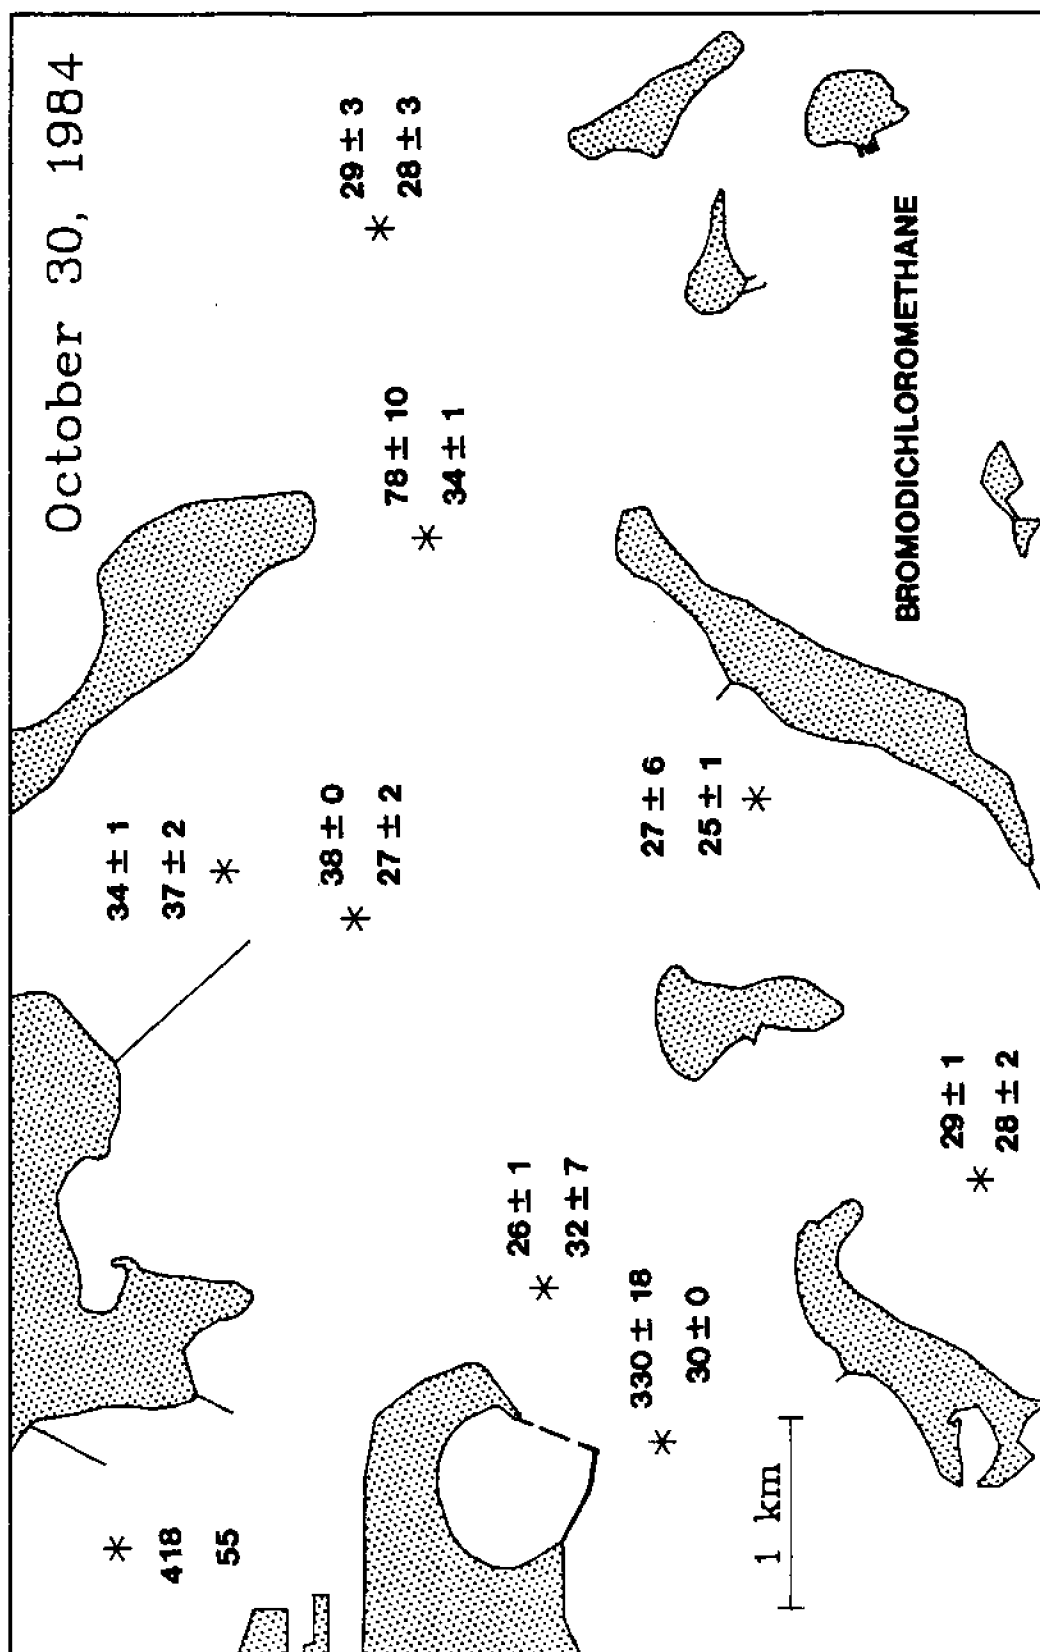 October 30, 1984
34 ± 1
37 ± 2
418
55
38 ± 0
27 ± 2
29 ± 3
28 ± 3
78 ± 10
34 ± 1
26 ± 1
32 ± 7
330 ± 18
30 ± 0
27 ± 6
25 ± 1
1 km
BROMODICHLOROMETHANE
29 ± 1
28 ± 2